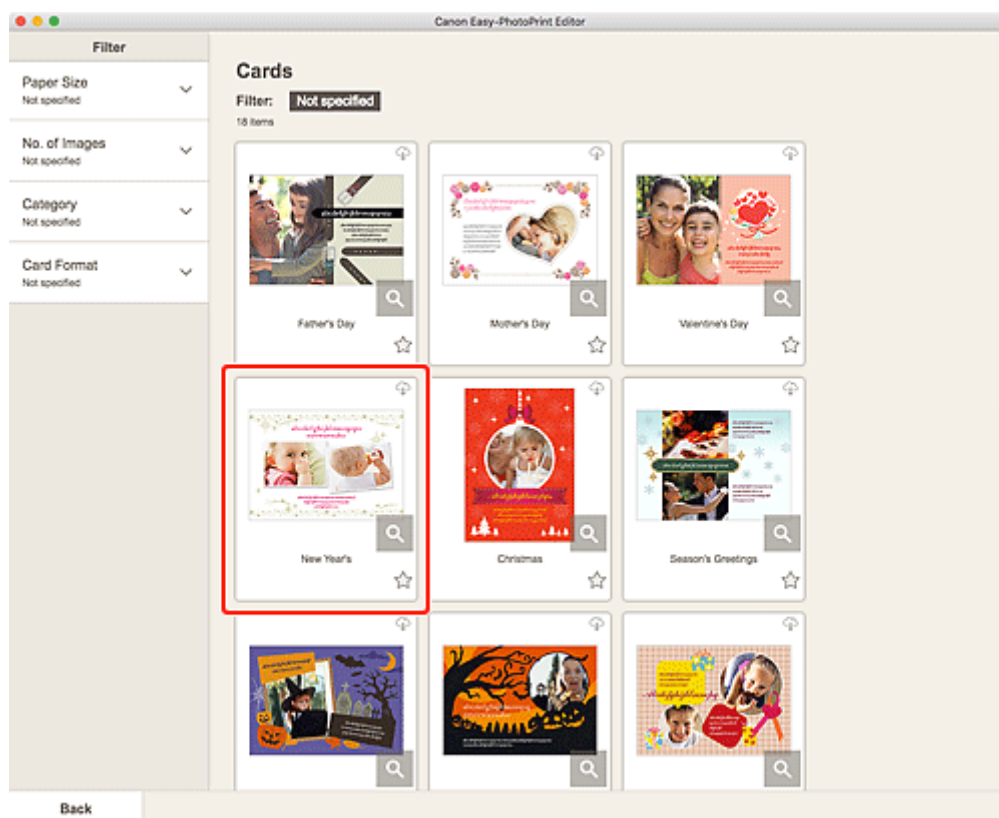 Canon Easy-PhotoPrint Editor
Filter
Paper Size
Not specified
No. of Images
Not specified
Category
Not specified
Card Format
Not specified
Cards
Filter: Not specified
18 items
Father's Day
Mother's Day
Valentine's Day
New Year's
Christmas
Season's Greetings
Back